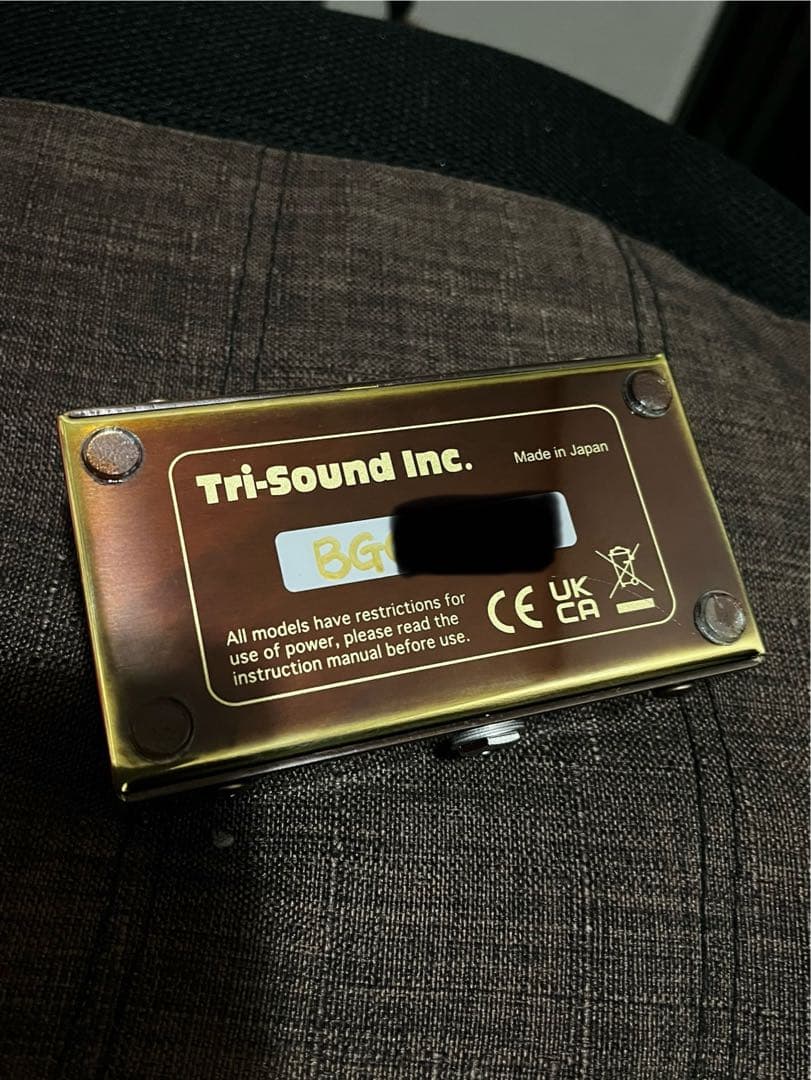 Tri-Sound Inc.
Made in Japan
BG
All models have restrictions for
use of power, please read the
instruction manual before use.
CE
UK
CA